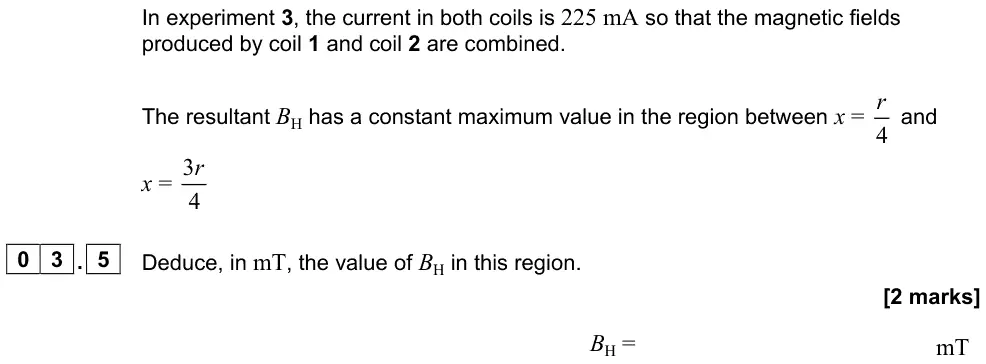 In experiment 3, the current in both coils is 225 mA so that the magnetic fields
produced by coil 1 and coil 2 are combined.
The resultant B_H has a constant maximum value in the region between x = r/4 and
x = 3r/4
0 3 . 5 Deduce, in mT, the value of B_H in this region.
[2 marks]
B_H = mT